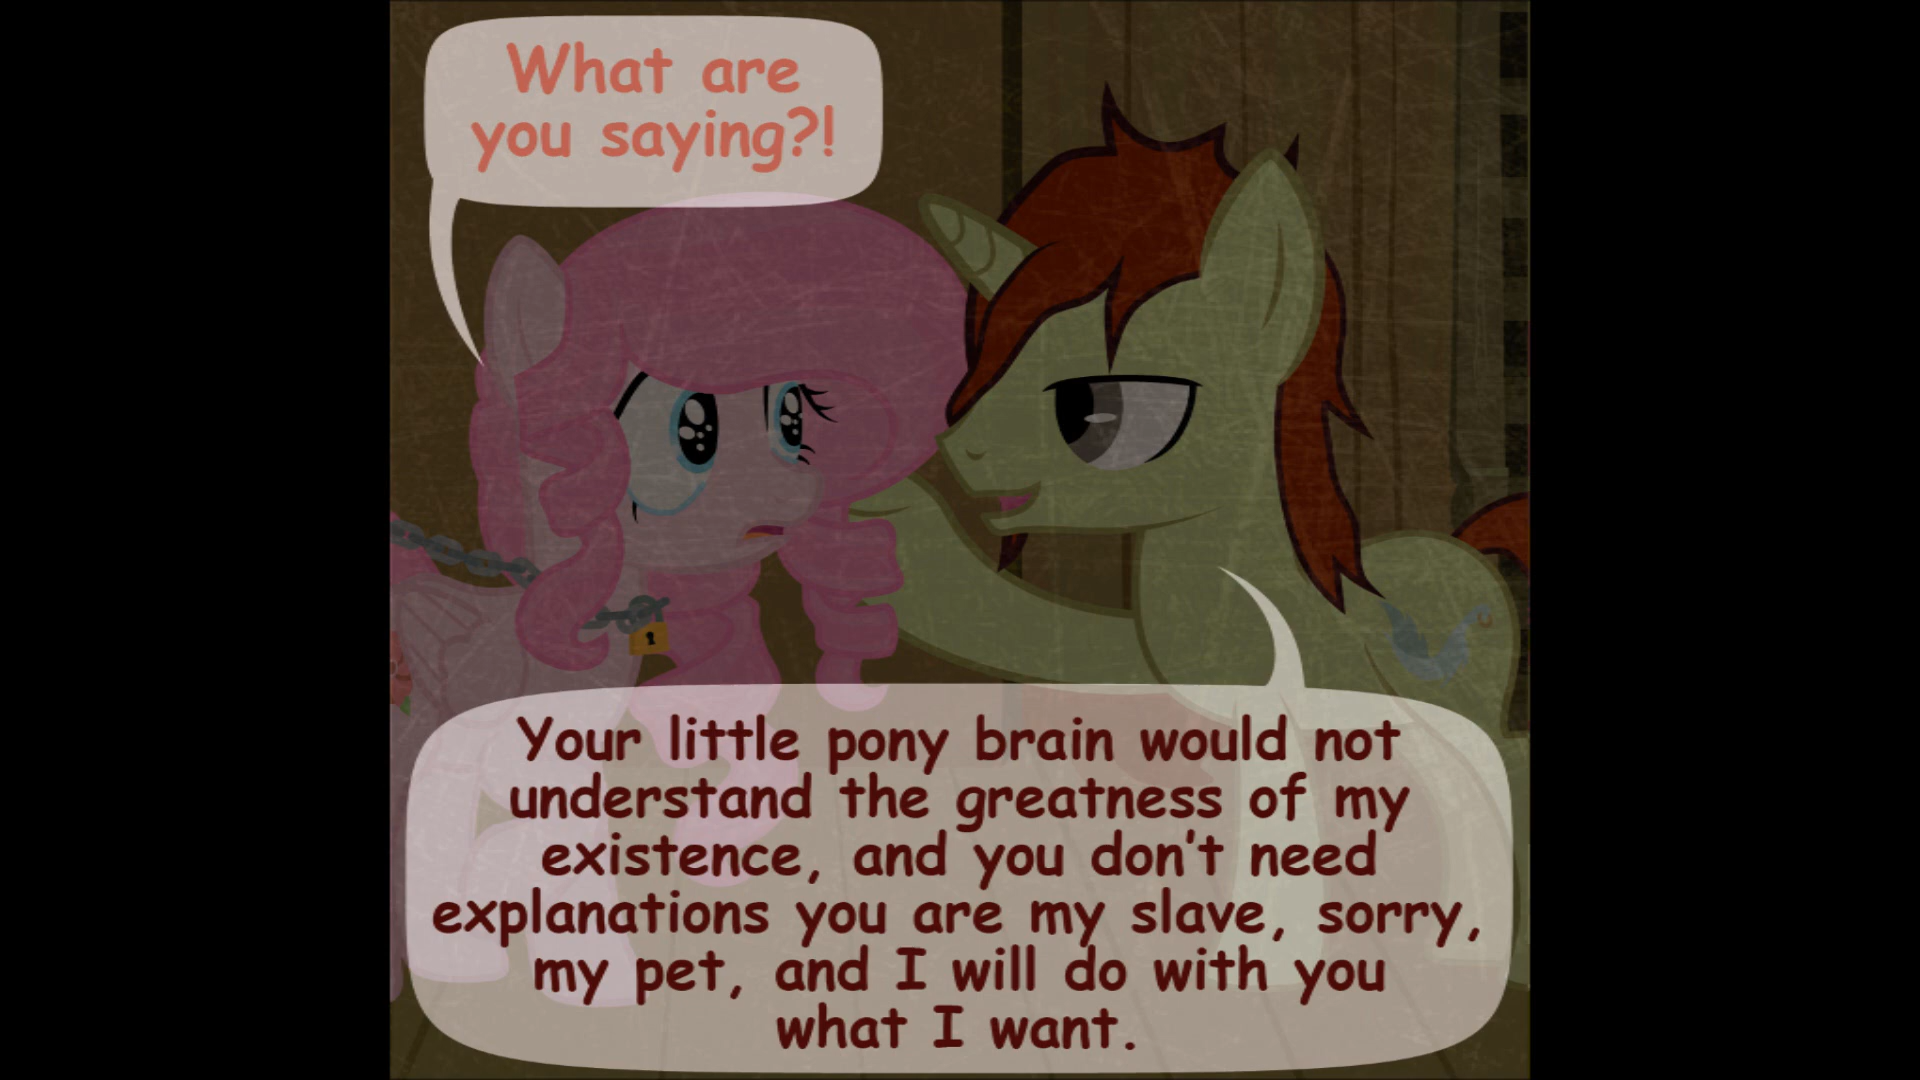 What are
you saying?!
Your little pony brain would not
understand the greatness of my
existence, and you don't need
explanations you are my slave, sorry,
my pet, and I will do with you
what I want.